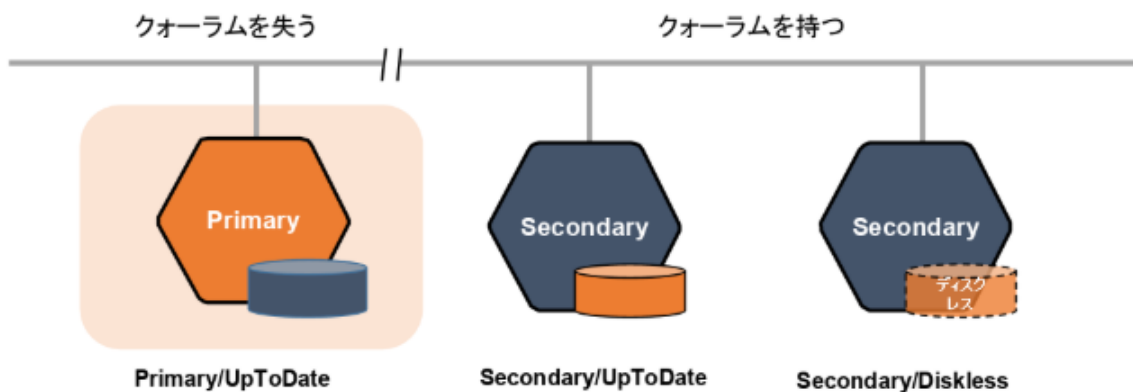 クォーラムを失う
クォーラムを持つ
Primary
Secondary
Secondary
ディスク
レス
Primary/UpToDate
Secondary/UpToDate
Secondary/Diskless